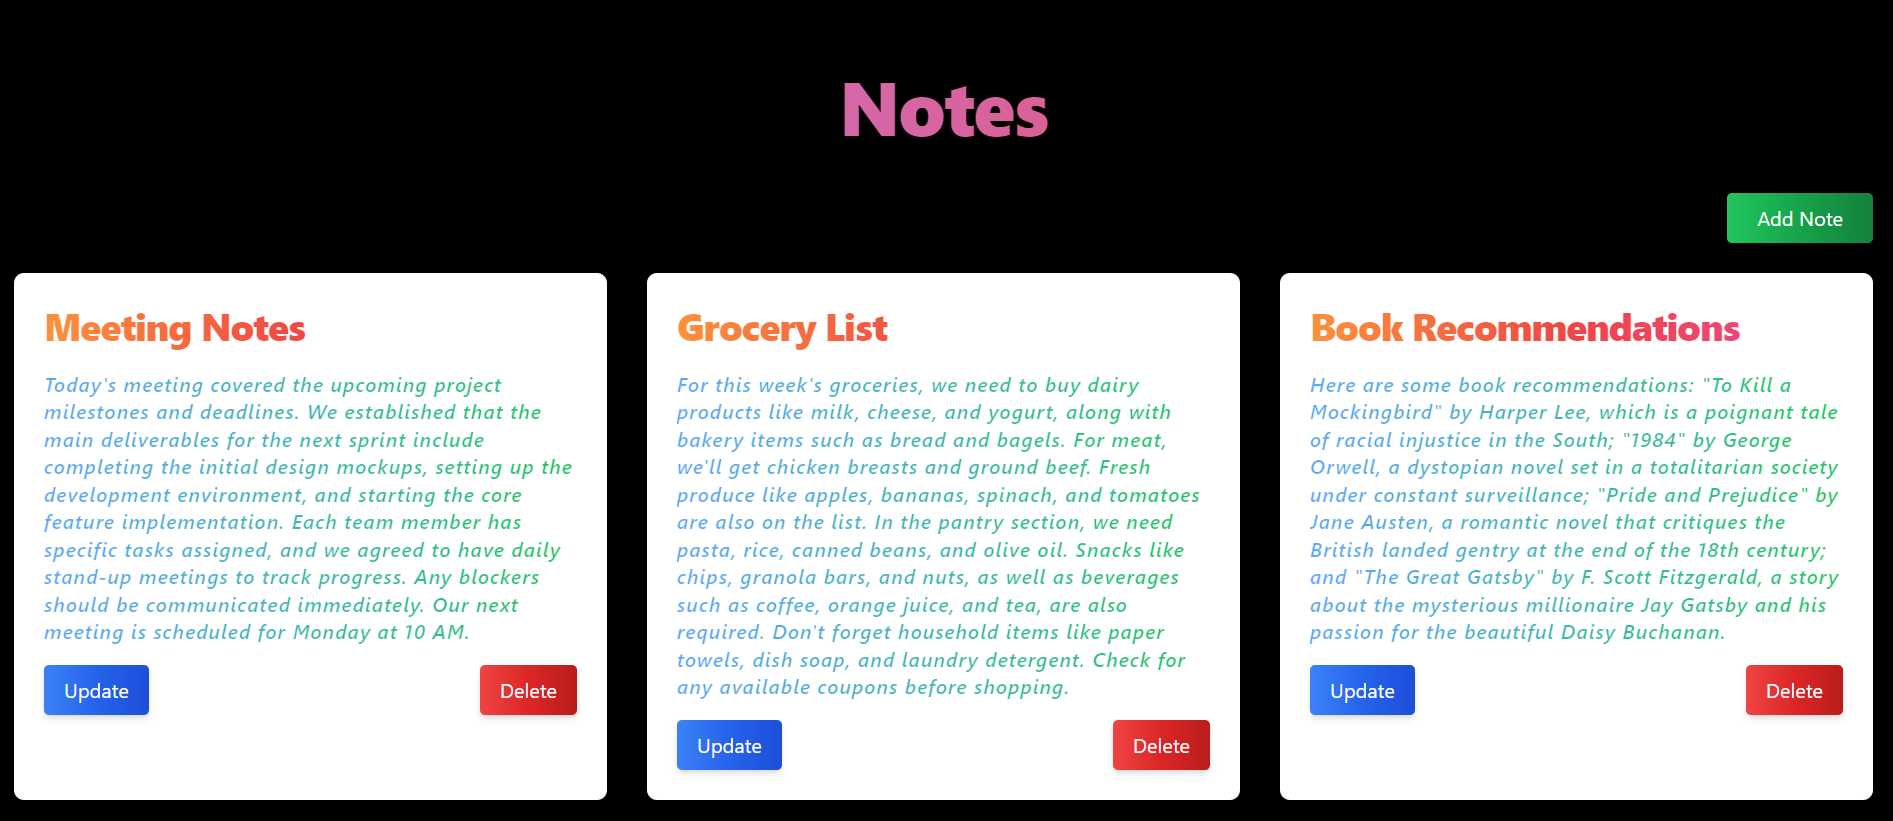 Notes
Add Note
Meeting Notes
Today's meeting covered the upcoming project
milestones and deadlines. We established that the
main deliverables for the next sprint include
completing the initial design mockups, setting up the
development environment, and starting the core
feature implementation. Each team member has
specific tasks assigned, and we agreed to have daily
stand-up meetings to track progress. Any blockers
should be communicated immediately. Our next
meeting is scheduled for Monday at 10 AM.
Update
Delete
Grocery List
For this week's groceries, we need to buy dairy
products like milk, cheese, and yogurt, along with
bakery items such as bread and bagels. For meat,
we'll get chicken breasts and ground beef. Fresh
produce like apples, bananas, spinach, and tomatoes
are also on the list. In the pantry section, we need
pasta, rice, canned beans, and olive oil. Snacks like
chips, granola bars, and nuts, as well as beverages
such as coffee, orange juice, and tea, are also
required. Don't forget household items like paper
towels, dish soap, and laundry detergent. Check for
any available coupons before shopping.
Update
Delete
Book Recommendations
Here are some book recommendations: "To Kill a
Mockingbird" by Harper Lee, which is a poignant tale
of racial injustice in the South; "1984" by George
Orwell, a dystopian novel set in a totalitarian society
under constant surveillance; "Pride and Prejudice" by
Jane Austen, a romantic novel that critiques the
British landed gentry at the end of the 18th century;
and "The Great Gatsby" by F. Scott Fitzgerald, a story
about the mysterious millionaire Jay Gatsby and his
passion for the beautiful Daisy Buchanan.
Update
Delete